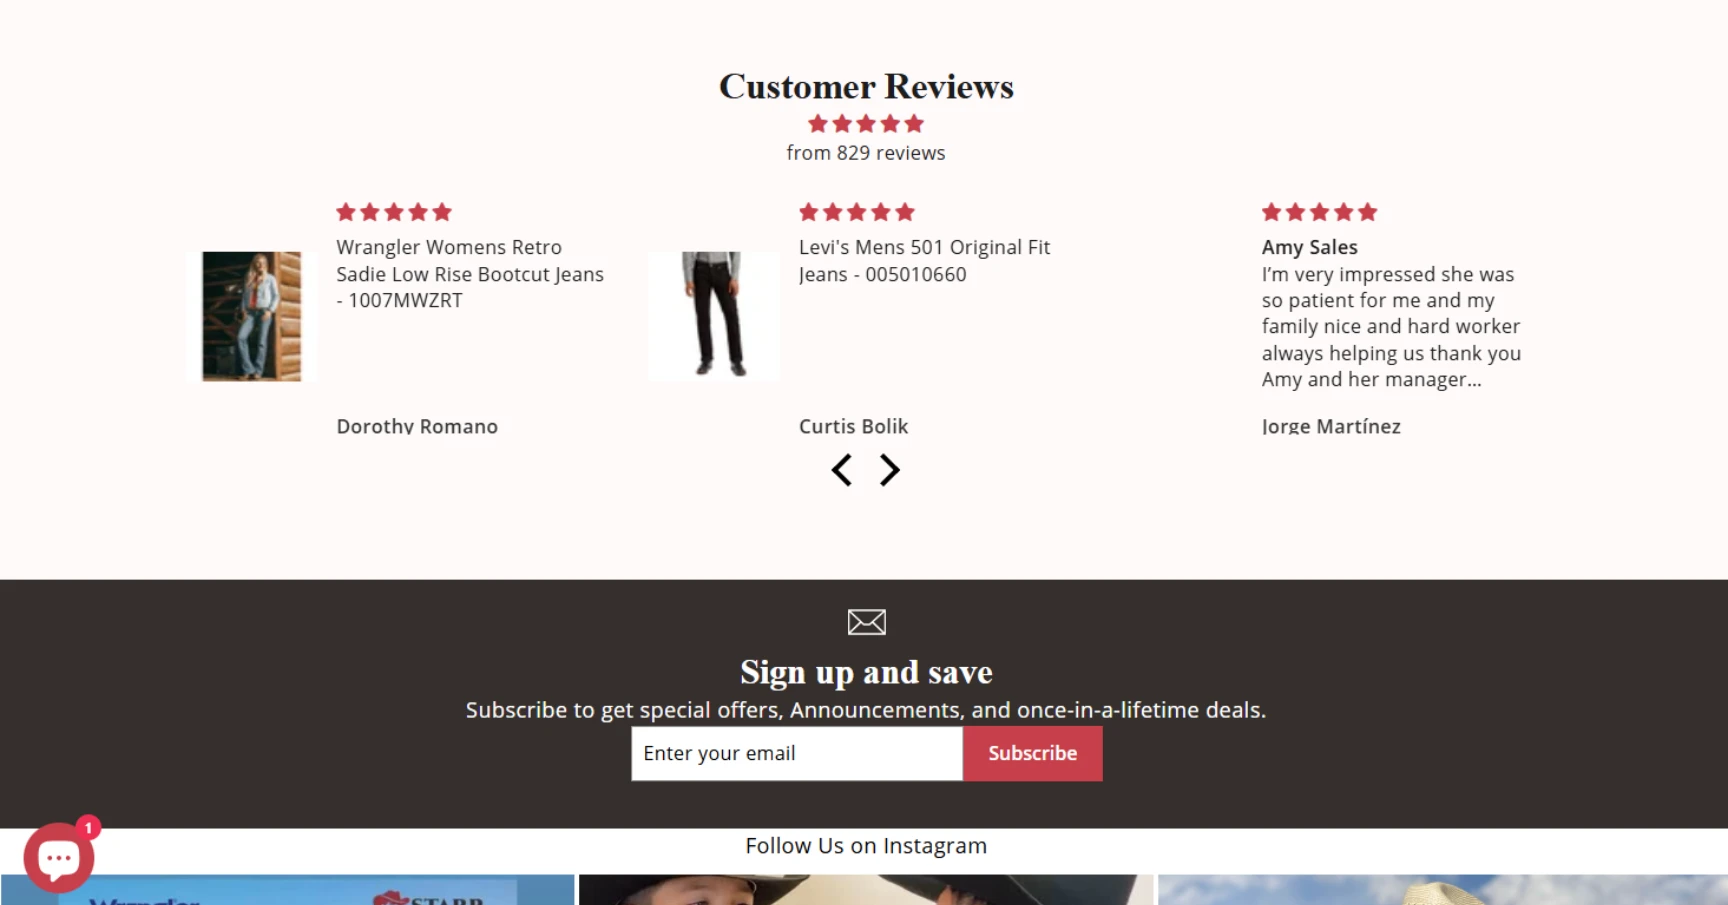 Customer Reviews
from 829 reviews
Wrangler Womens Retro
Sadie Low Rise Bootcut Jeans
- 1007MWZRT
Dorothy Romano
Levi's Mens 501 Original Fit
Jeans - 005010660
Curtis Bolik
Amy Sales
I’m very impressed she was
so patient for me and my
family nice and hard worker
always helping us thank you
Amy and her manager...
Jorge Martínez
Sign up and save
Subscribe to get special offers, Announcements, and once-in-a-lifetime deals.
Enter your email
Subscribe
1
Follow Us on Instagram
Wrangler
STARR